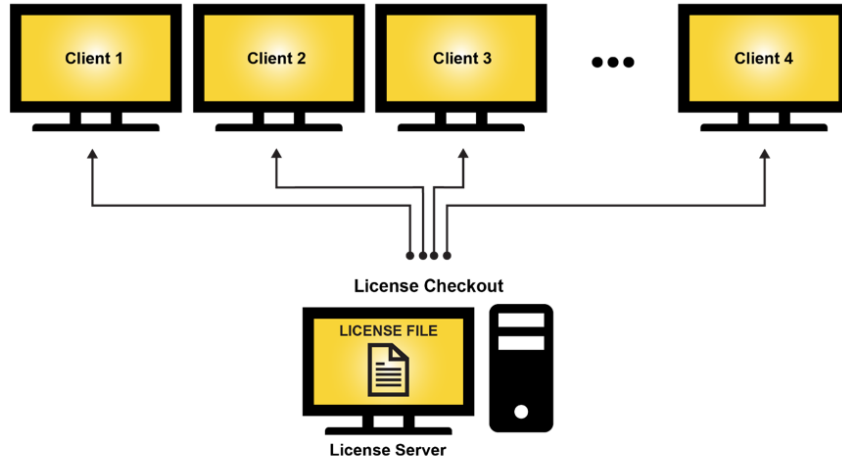 Client 1
Client 2
Client 3
Client 4
License Checkout
LICENSE FILE
License Server